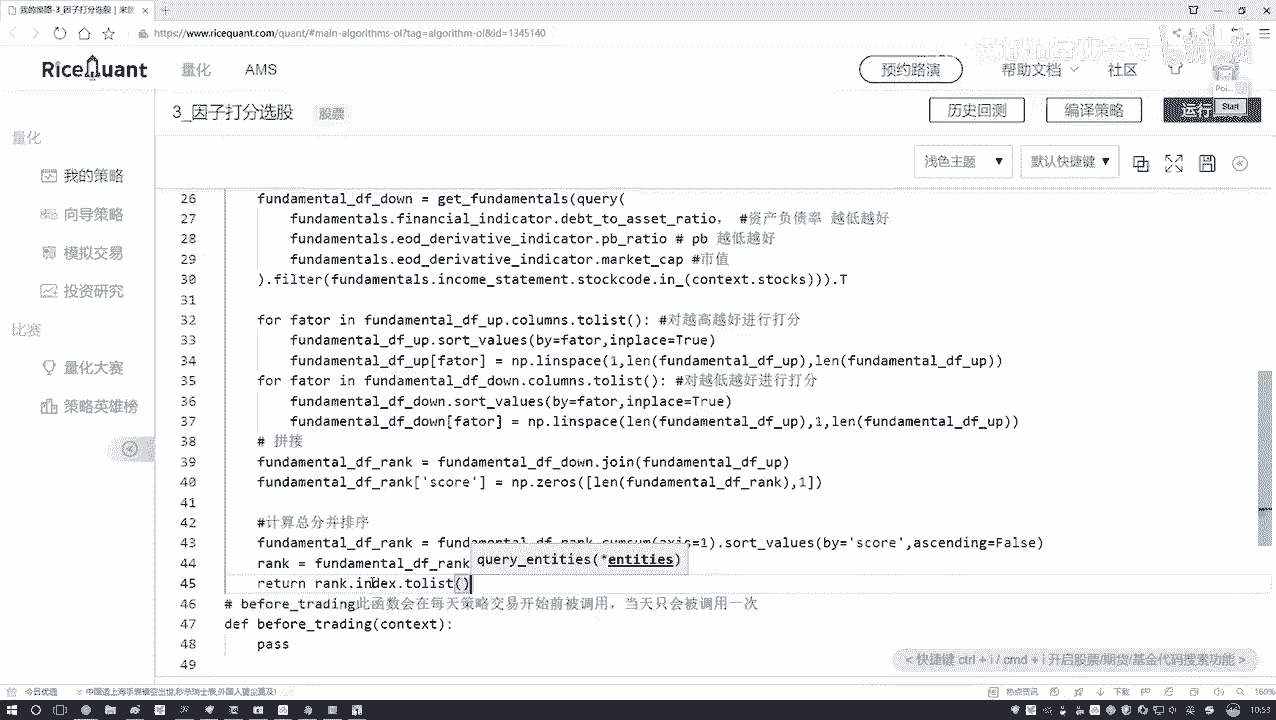 我的策略-3_因子打分选股 | 米筐
https://www.ricequant.com/quant/#main-algorithms-ol?tag=algorithm-ol&id=1345140
RiceQuant 量化 AMS 预约路演 帮助文档 社区
Poi...
Start
3_因子打分选股 股票 历史回测 编译策略 运行
量化
我的策略
向导策略
模拟交易
投资研究
比赛
量化大赛
策略英雄榜
浅色主题 ▼ 默认快捷键 ▼
26 fundamental_df_down = get_fundamentals(query(
27 fundamentals.financial_indicator.debt_to_asset_ratio， #资产负债率 越低越好
28 fundamentals.eod_derivative_indicator.pb_ratio # pb 越低越好
29 fundamentals.eod_derivative_indicator.market_cap #市值
30 ).filter(fundamentals.income_statement.stockcode.in_(context.stocks))).T
31
32 for fator in fundamental_df_up.columns.tolist(): #对越高越好进行打分
33 fundamental_df_up.sort_values(by=fator,inplace=True)
34 fundamental_df_up[fator] = np.linspace(1,len(fundamental_df_up),len(fundamental_df_up))
35 for fator in fundamental_df_down.columns.tolist(): #对越低越好进行打分
36 fundamental_df_down.sort_values(by=fator,inplace=True)
37 fundamental_df_down[fator] = np.linspace(len(fundamental_df_up),1,len(fundamental_df_up))
38 # 拼接
39 fundamental_df_rank = fundamental_df_down.join(fundamental_df_up)
40 fundamental_df_rank['score'] = np.zeros([len(fundamental_df_rank),1])
41
42 #计算总分并排序
43 fundamental_df_rank = fundamental_df_rank.cumsum(axis=1).sort_values(by='score',ascending=False)
44 rank = fundamental_df_rank
query_entities(*entities)
45 return rank.index.tolist()
46 # before_trading此函数会在每天策略交易开始前被调用，当天只会被调用一次
47 def before_trading(context):
48 pass
49
< 快捷键 ctrl + i / cmd + i 开启股票/期货/基金代码搜索功能 >
今日优选 热点资讯 下载 160%
英 10:53